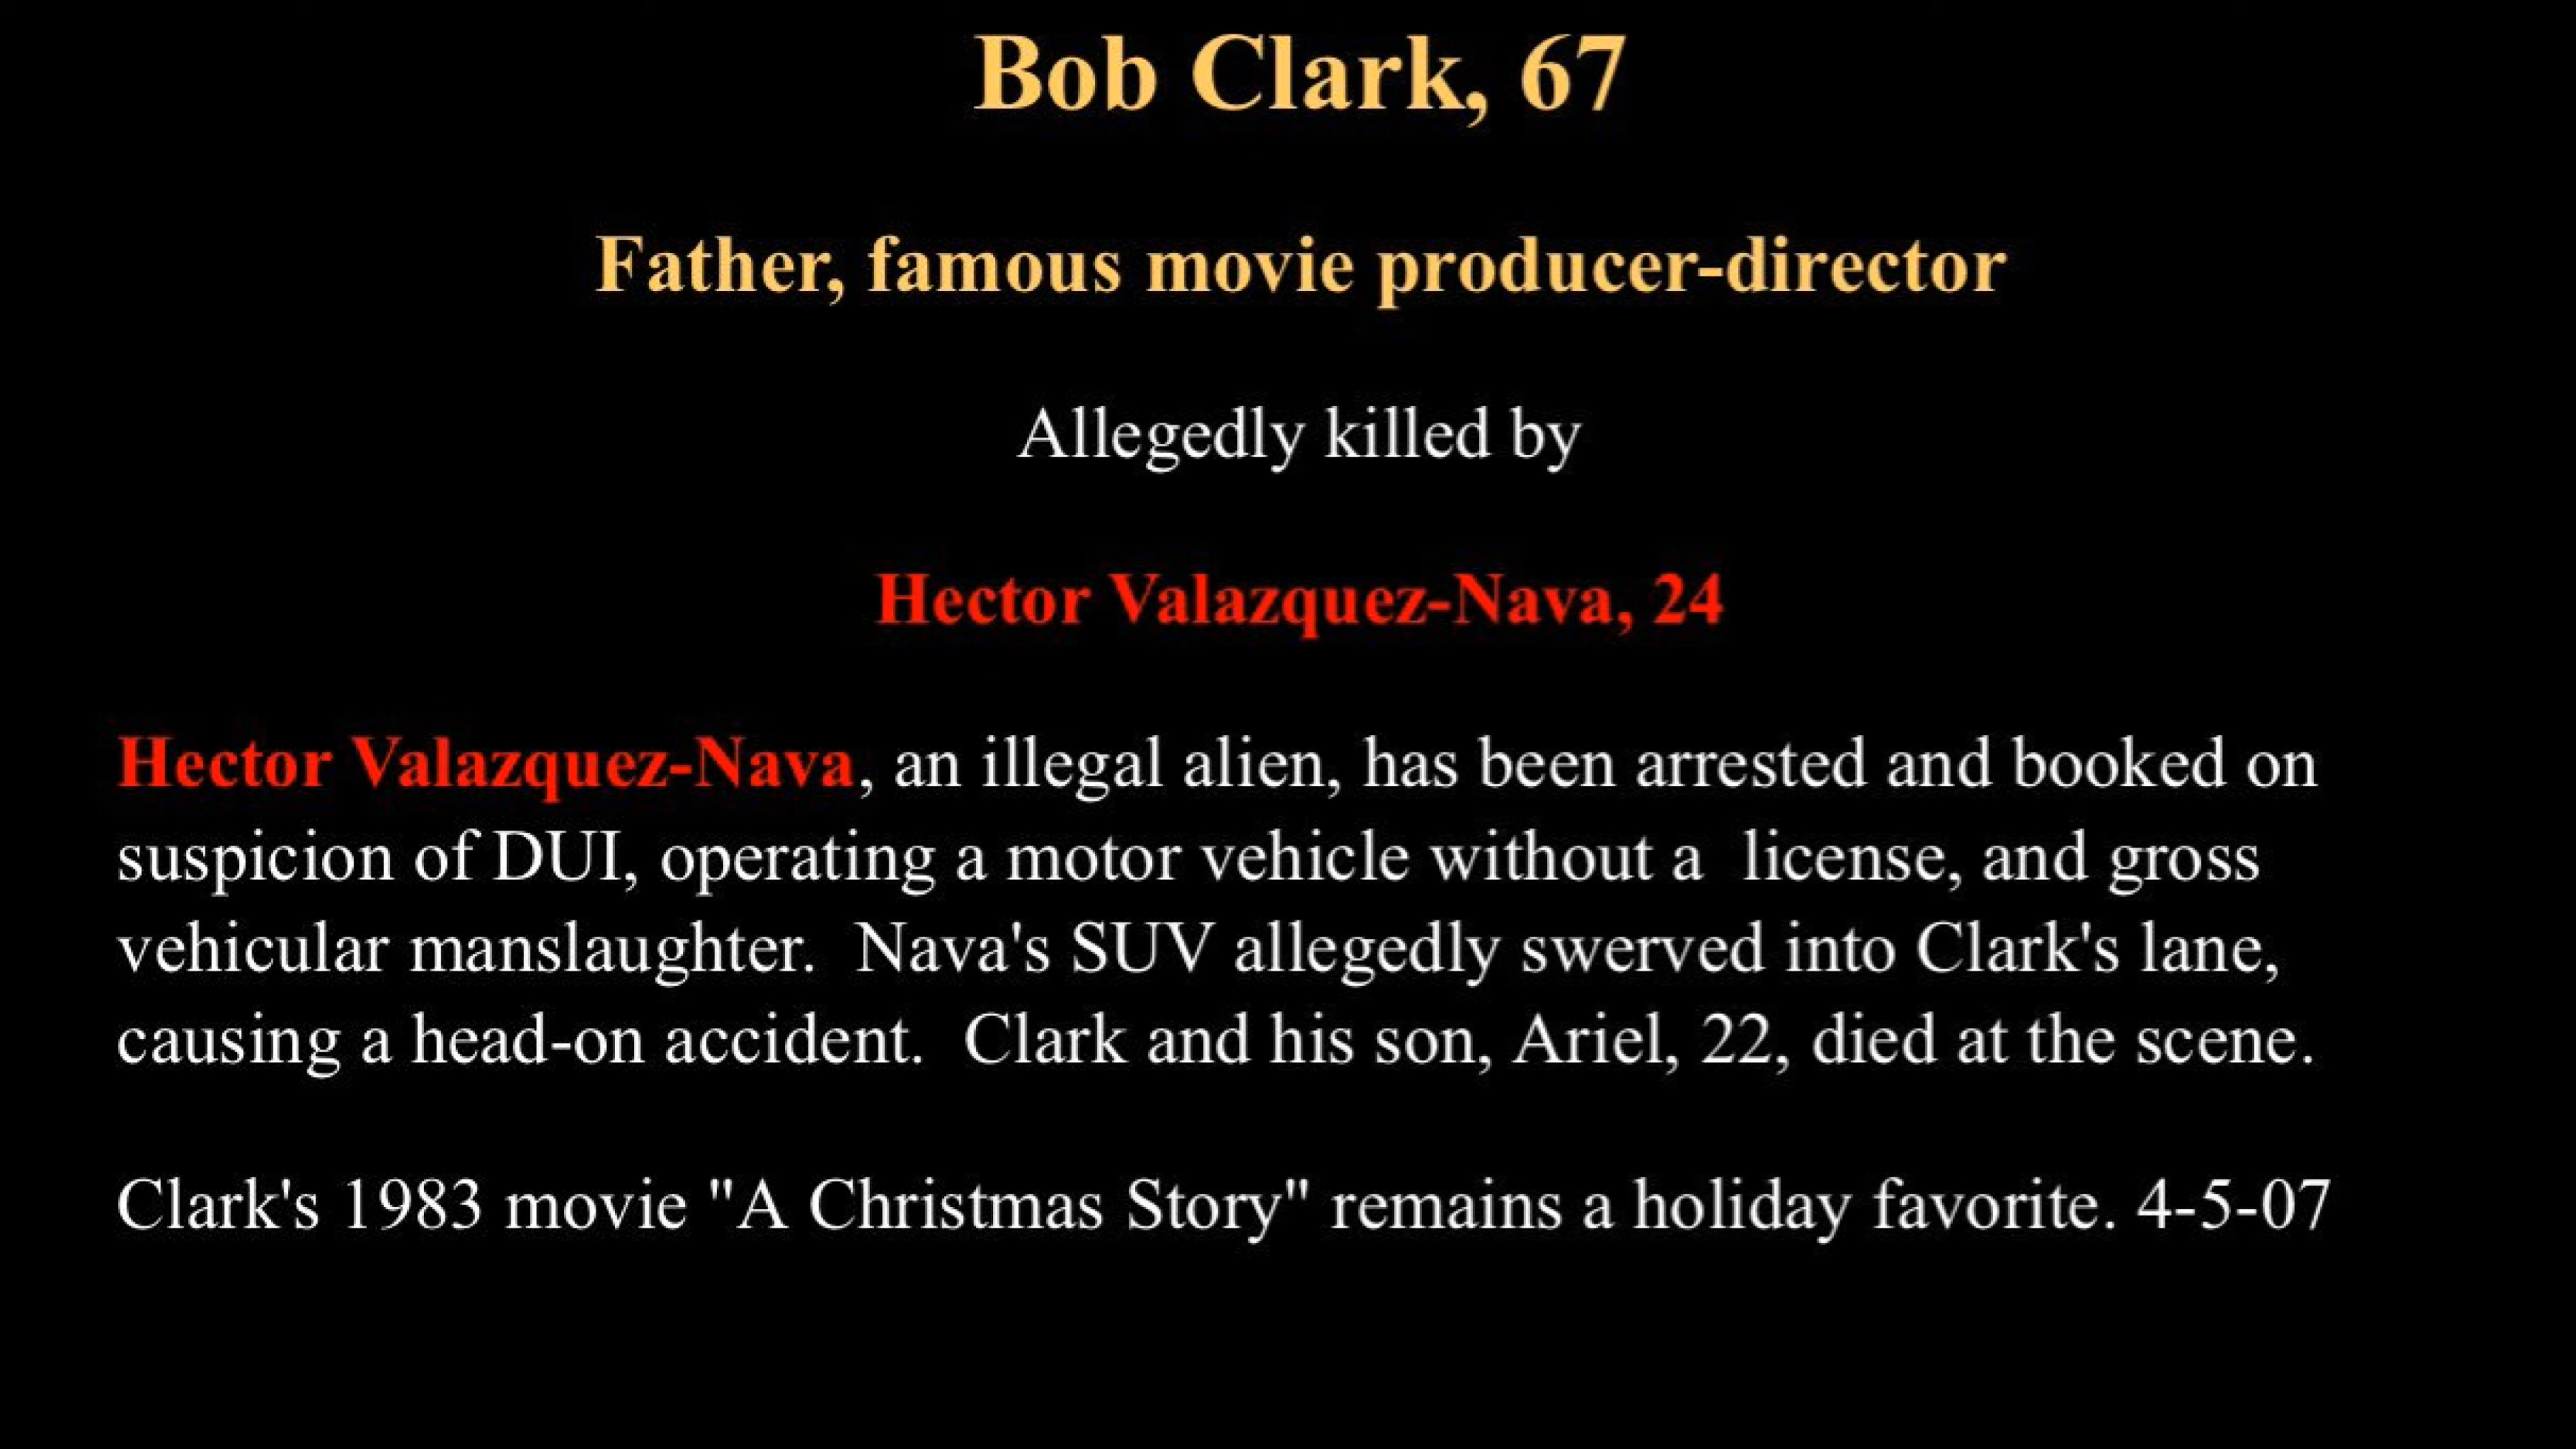 Bob Clark, 67
Father, famous movie producer-director
Allegedly killed by
Hector Valazquez-Nava, 24
Hector Valazquez-Nava, an illegal alien, has been arrested and booked on
suspicion of DUI, operating a motor vehicle without a  license, and gross
vehicular manslaughter.  Nava's SUV allegedly swerved into Clark's lane,
causing a head-on accident.  Clark and his son, Ariel, 22, died at the scene.
Clark's 1983 movie "A Christmas Story" remains a holiday favorite. 4-5-07